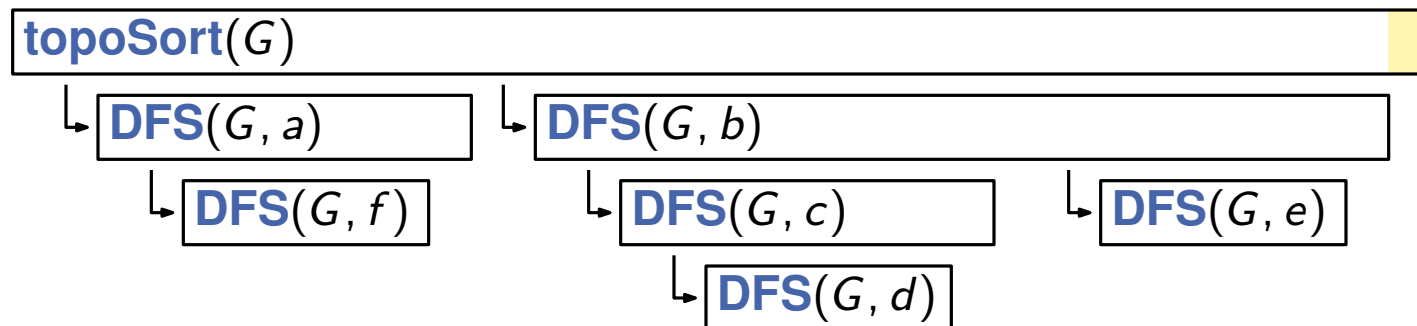 topoSort(G)
DFS(G, a) DFS(G, b)
DFS(G, f) DFS(G, c) DFS(G, e)
DFS(G, d)